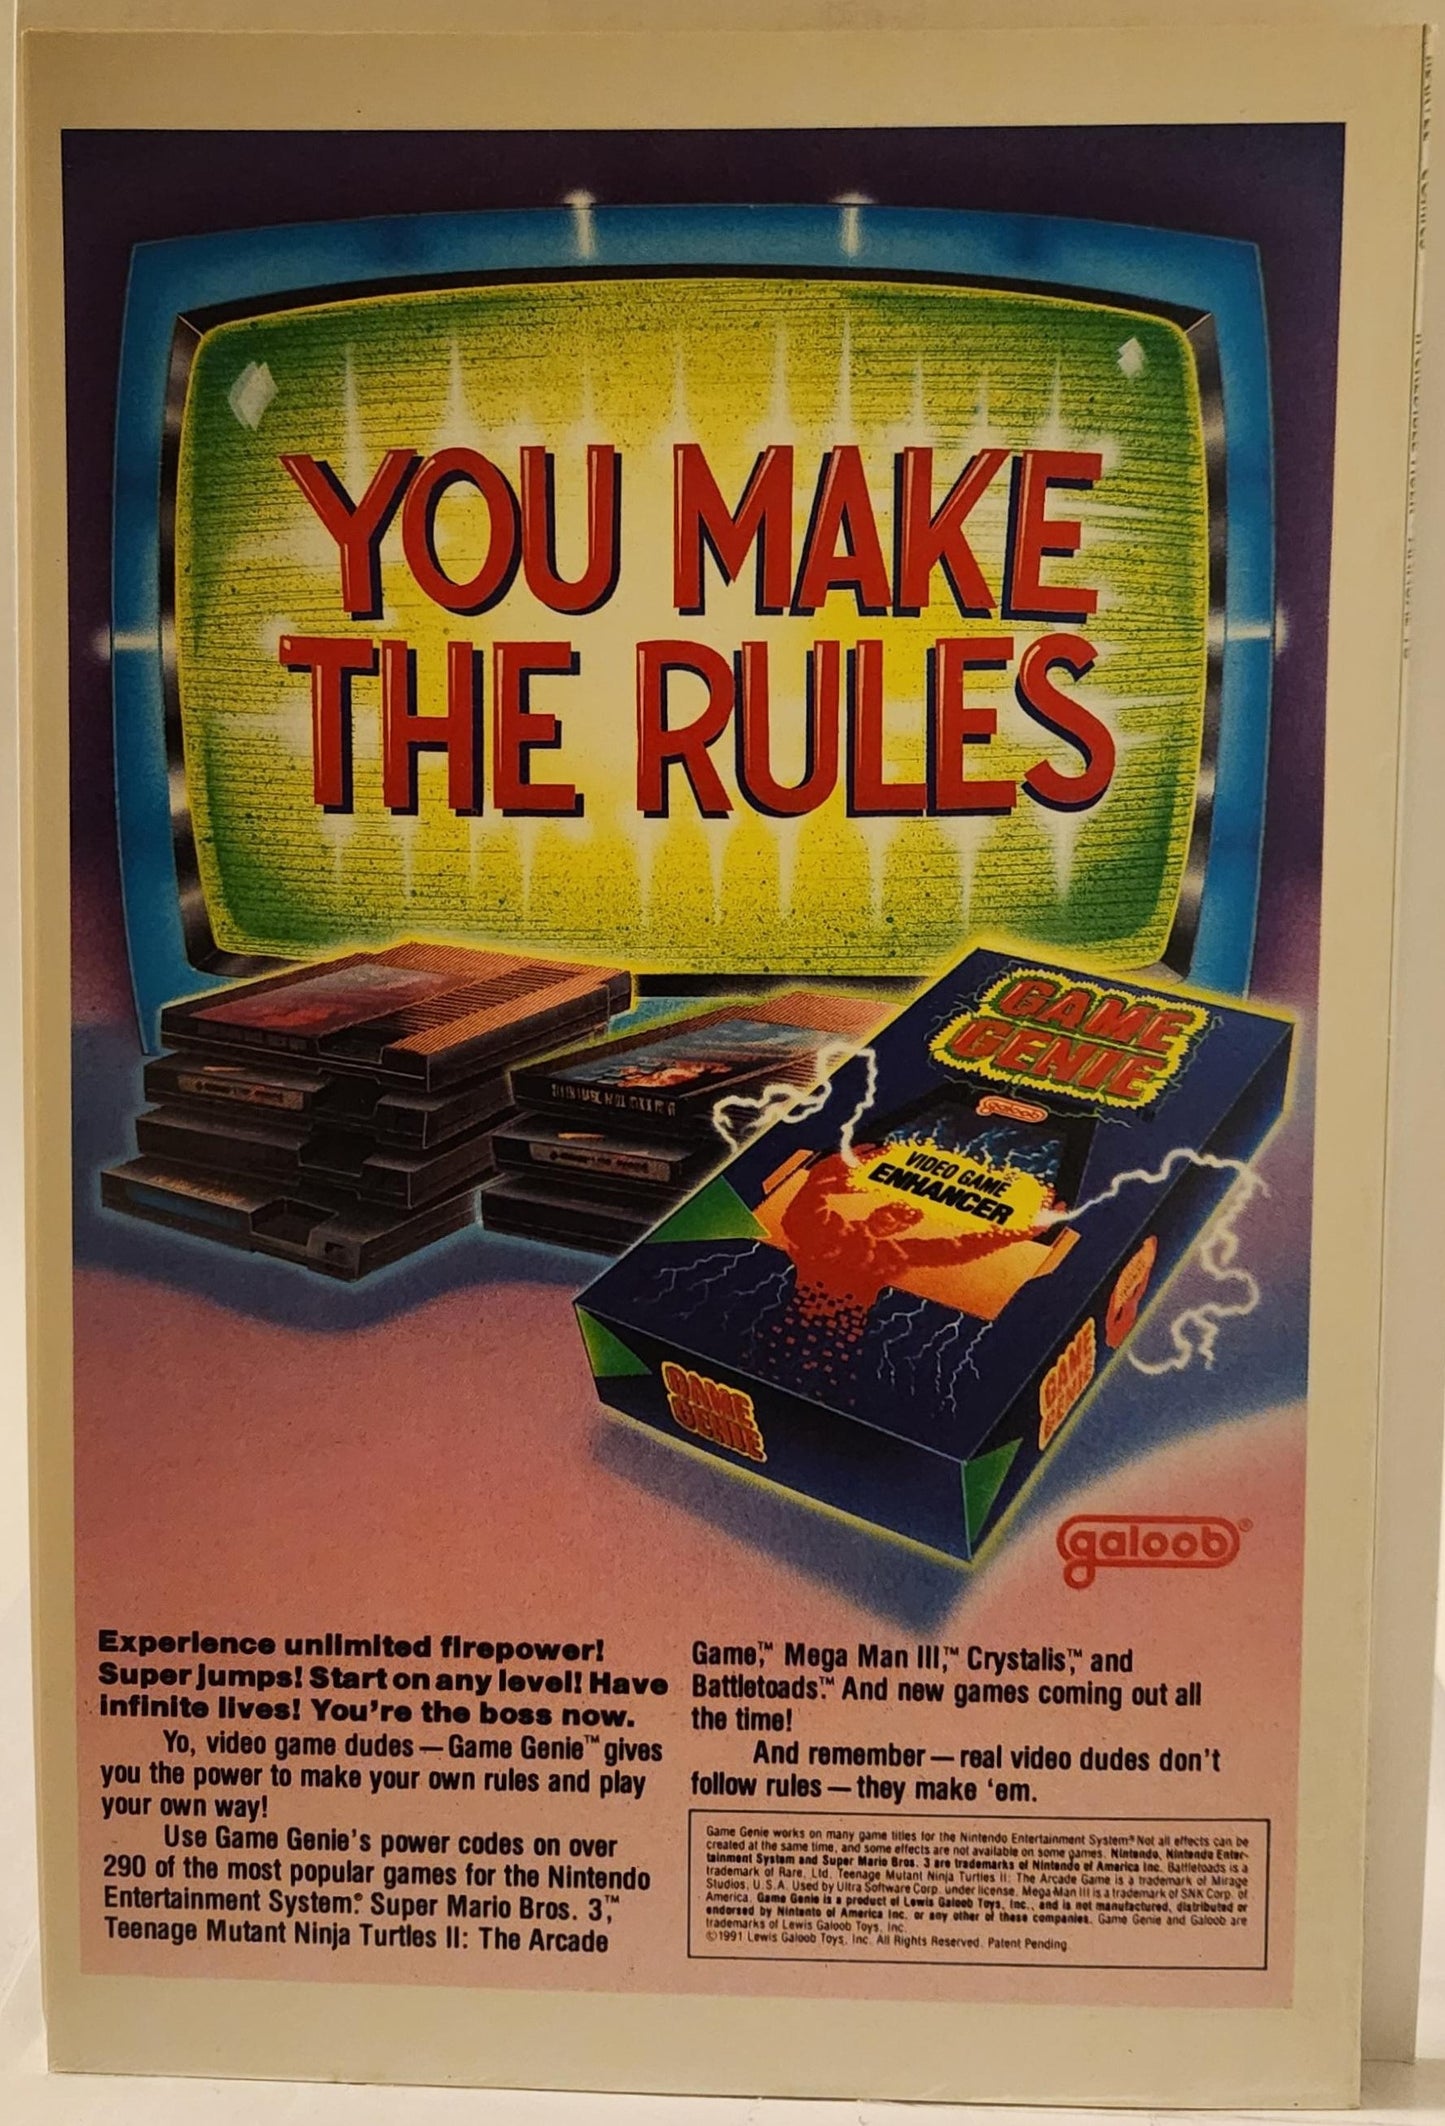 YOU MAKE
THE RULES
GAME
GENIE
galoob
VIDEO GAME
ENHANCER
GAME
GENIE
GAME
GENIE
galoob®
Experience unlimited firepower!
Super jumps! Start on any level! Have
infinite lives! You're the boss now.
Yo, video game dudes — Game Genie™ gives
you the power to make your own rules and play
your own way!
Use Game Genie's power codes on over
290 of the most popular games for the Nintendo
Entertainment System®: Super Mario Bros. 3,™
Teenage Mutant Ninja Turtles II: The Arcade
Game,™ Mega Man III,™ Crystalis,™ and
Battletoads.™ And new games coming out all
the time!
And remember — real video dudes don't
follow rules — they make 'em.
Game Genie works on many game titles for the Nintendo Entertainment System® Not all effects can be
created at the same time, and some effects are not available on some games. Nintendo, Nintendo Enter-
tainment System and Super Mario Bros. 3 are trademarks of Nintendo of America Inc. Battletoads is a
trademark of Rare, Ltd. Teenage Mutant Ninja Turtles II: The Arcade Game is a trademark of Mirage
Studios, U.S.A. Used by Ultra Software Corp. under license. Mega Man III is a trademark of SNK Corp. of
America. Game Genie is a product of Lewis Galoob Toys, Inc., and is not manufactured, distributed or
endorsed by Nintento of America Inc. or any other of these companies. Game Genie and Galoob are
trademarks of Lewis Galoob Toys, Inc.
©1991 Lewis Galoob Toys, Inc. All Rights Reserved. Patent Pending